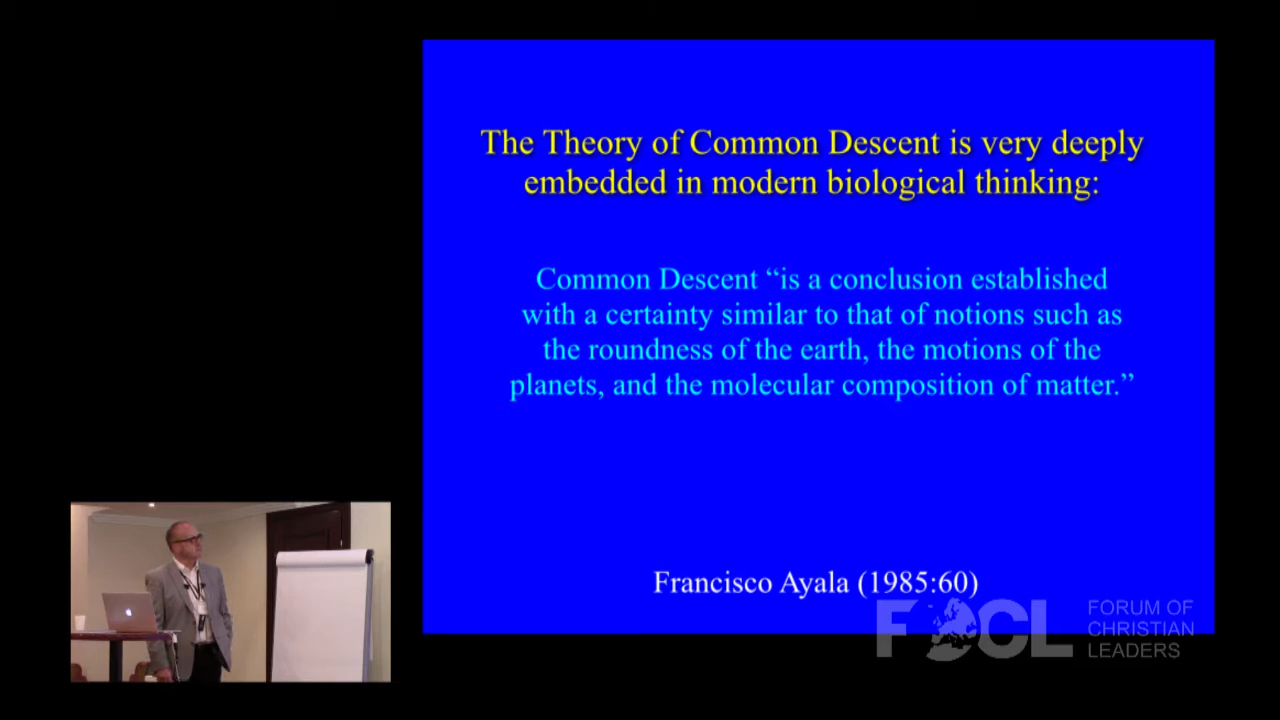 The Theory of Common Descent is very deeply
embedded in modern biological thinking:
Common Descent “is a conclusion established
with a certainty similar to that of notions such as
the roundness of the earth, the motions of the
planets, and the molecular composition of matter.”
Francisco Ayala (1985:60)
FOCL
FORUM OF
CHRISTIAN
LEADERS